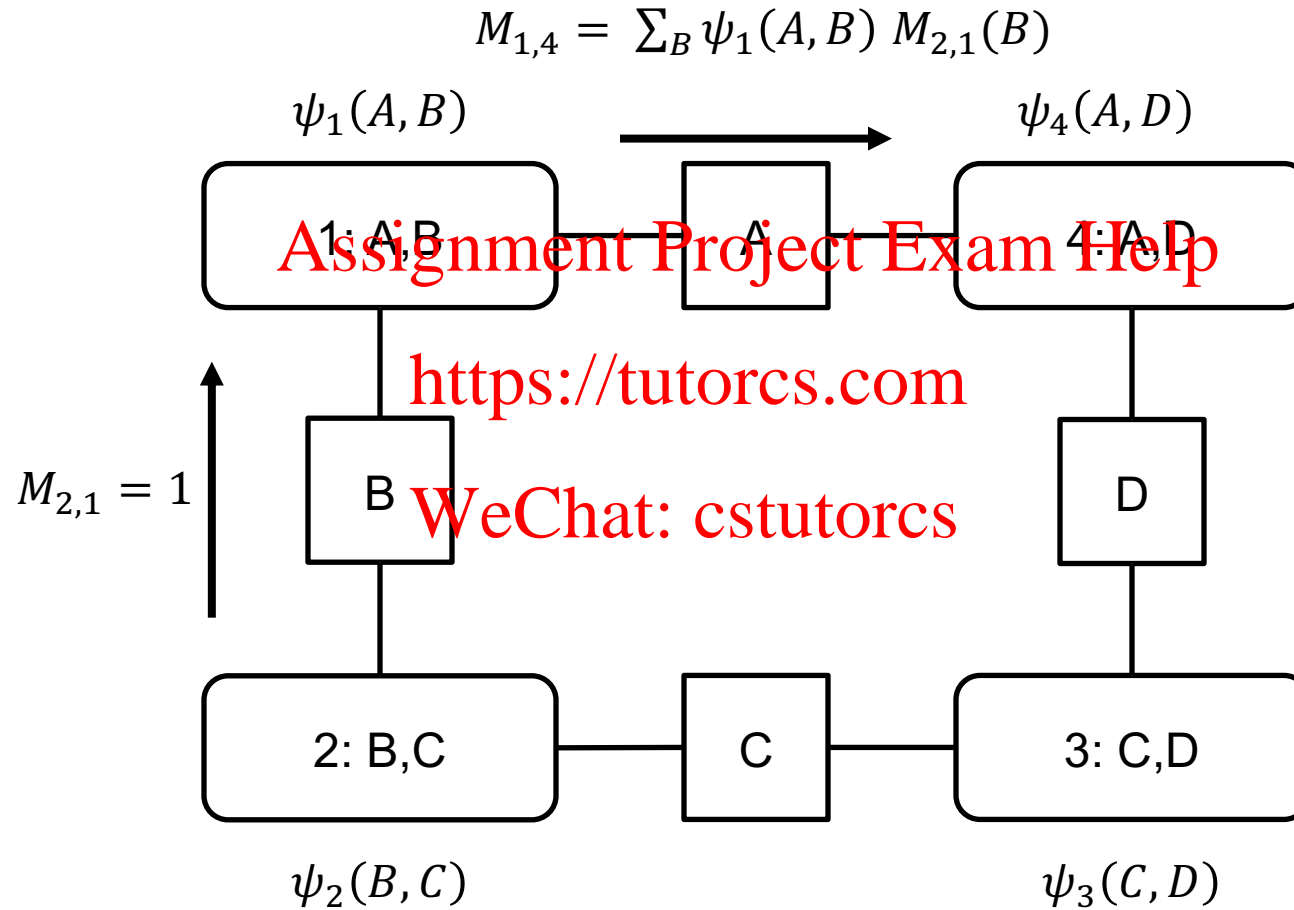 M_{1,4} = ∑_B ψ_1(A, B) M_{2,1}(B)
ψ_1(A, B)
ψ_4(A, D)
1: A,B
A
4: A,D
Assignment Project Exam Help
https://tutorcs.com
M_{2,1} = 1
B
WeChat: cstutorcs
D
2: B,C
C
3: C,D
ψ_2(B, C)
ψ_3(C, D)